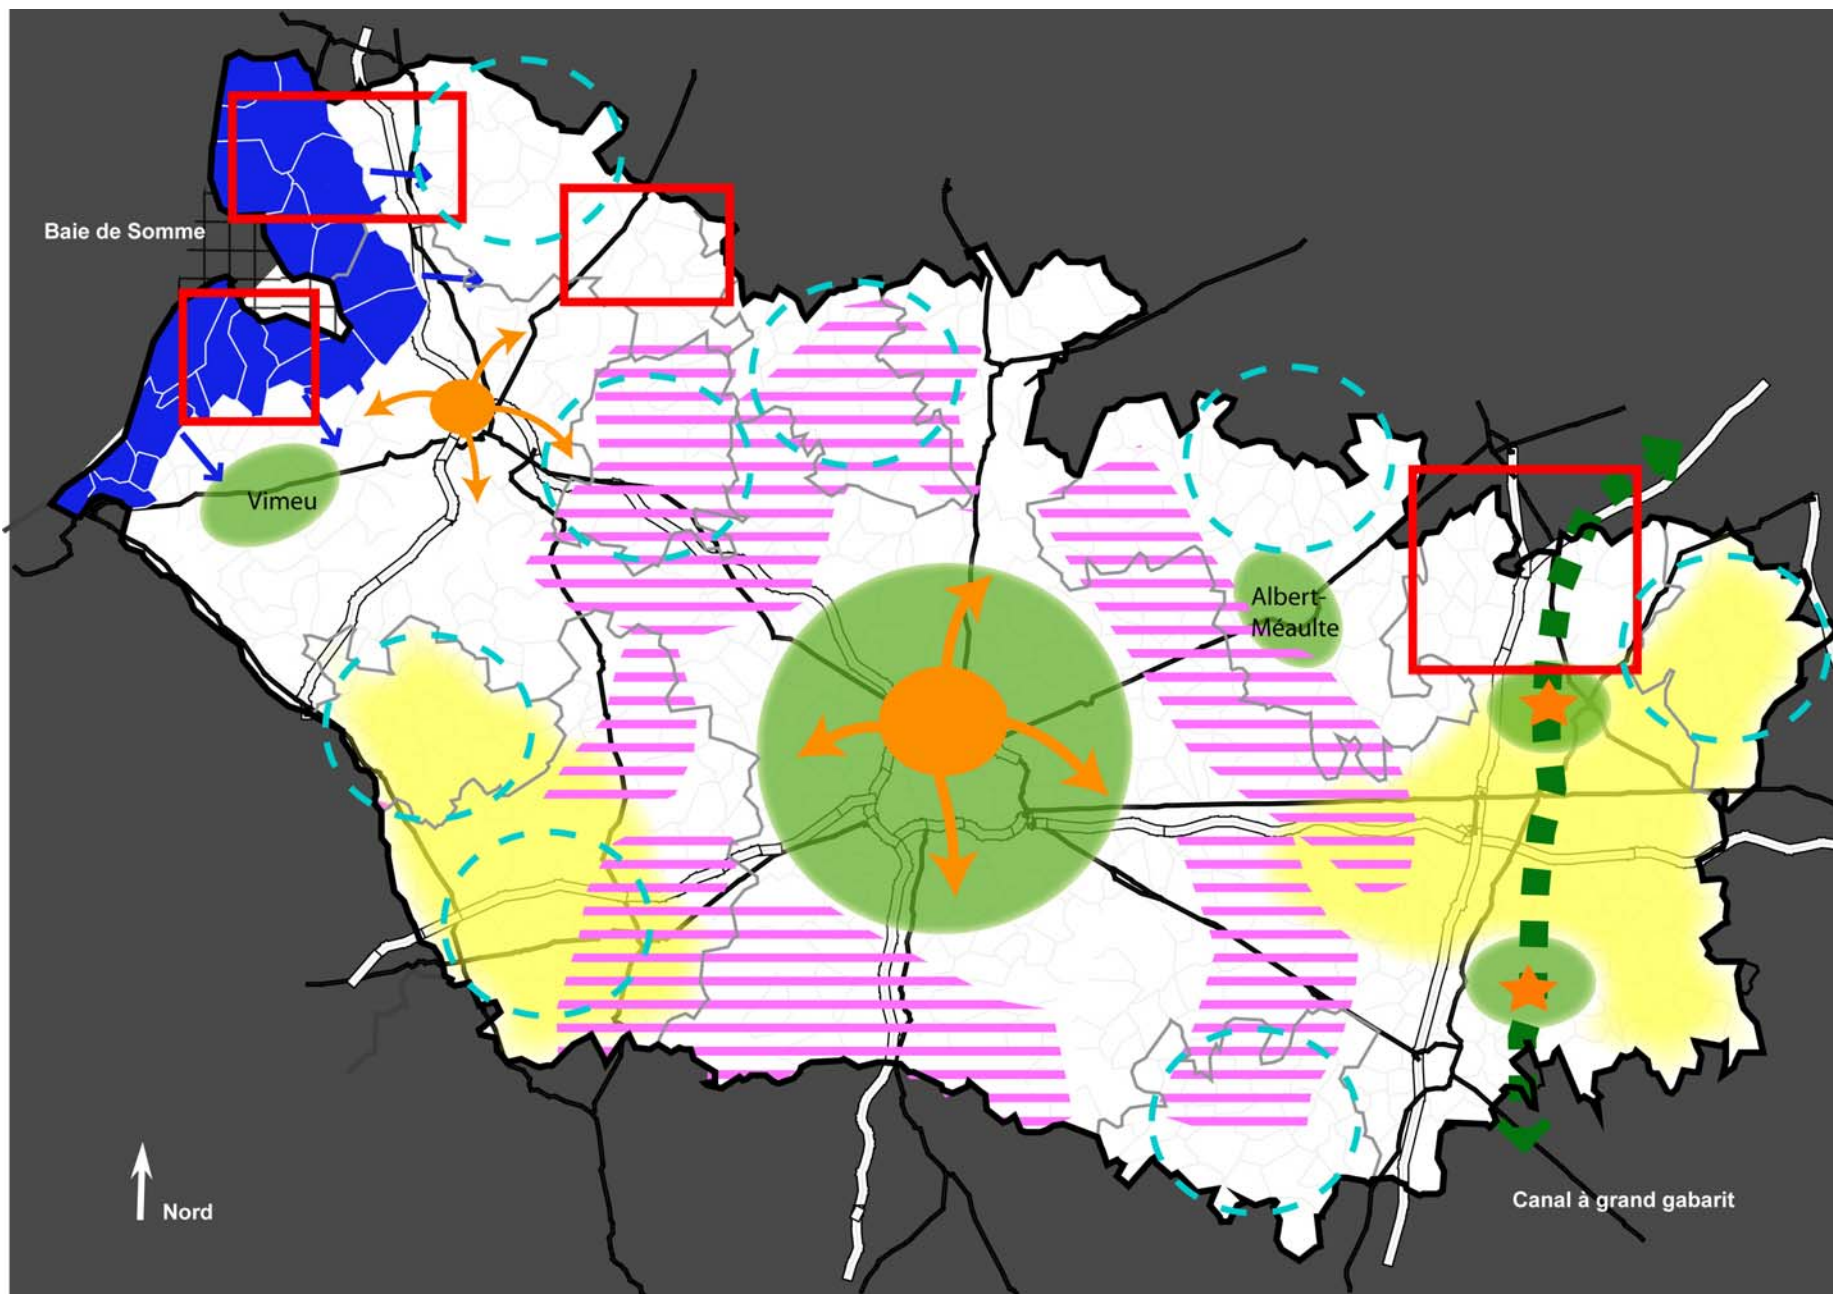 Baie de Somme
Vimeu
Albert-
Méaulte
Canal à grand gabarit
Nord